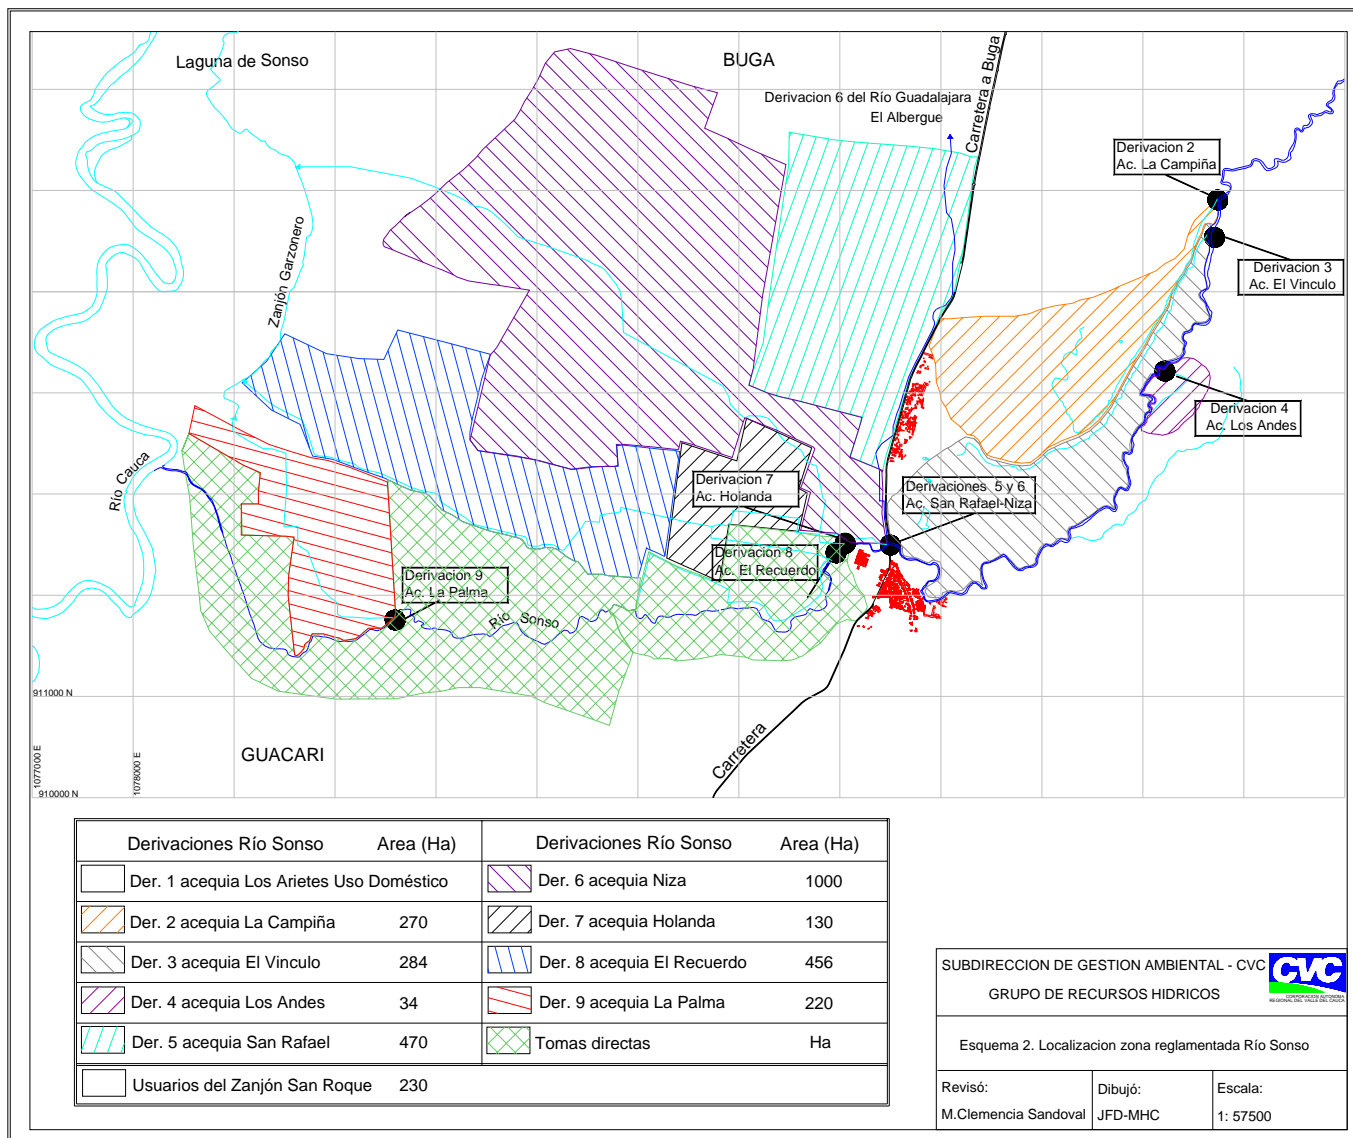 Laguna de Sonso
BUGA
Derivacion 6 del Río Guadalajara
El Albergue
Carretera a Buga
Derivacion 2
Ac. La Campiña
Derivacion 3
Ac. El Vinculo
Zanjón Garzonero
Derivacion 4
Ac. Los Andes
Río Cauca
Derivacion 7
Ac. Holanda
Derivaciones 5 y 6
Ac. San Rafael-Niza
Derivacion 8
Ac. El Recuerdo
Derivacion 9
Ac. La Palma
Río Sonso
911000 N
GUACARI
Carretera
1077000 E
1078000 E
910000 N
Derivaciones Río Sonso Area (Ha) Derivaciones Río Sonso Area (Ha)
Der. 1 acequia Los Arietes Uso Doméstico Der. 6 acequia Niza 1000
Der. 2 acequia La Campiña 270 Der. 7 acequia Holanda 130
Der. 3 acequia El Vinculo 284 Der. 8 acequia El Recuerdo 456
Der. 4 acequia Los Andes 34 Der. 9 acequia La Palma 220
Der. 5 acequia San Rafael 470 Tomas directas Ha
Usuarios del Zanjón San Roque 230
SUBDIRECCION DE GESTION AMBIENTAL - CVC
GRUPO DE RECURSOS HIDRICOS
CVC
CORPORACION AUTONOMA
REGIONAL DEL VALLE DEL CAUCA
Esquema 2. Localizacion zona reglamentada Río Sonso
Revisó: Dibujó: Escala:
M.Clemencia Sandoval JFD-MHC 1: 57500